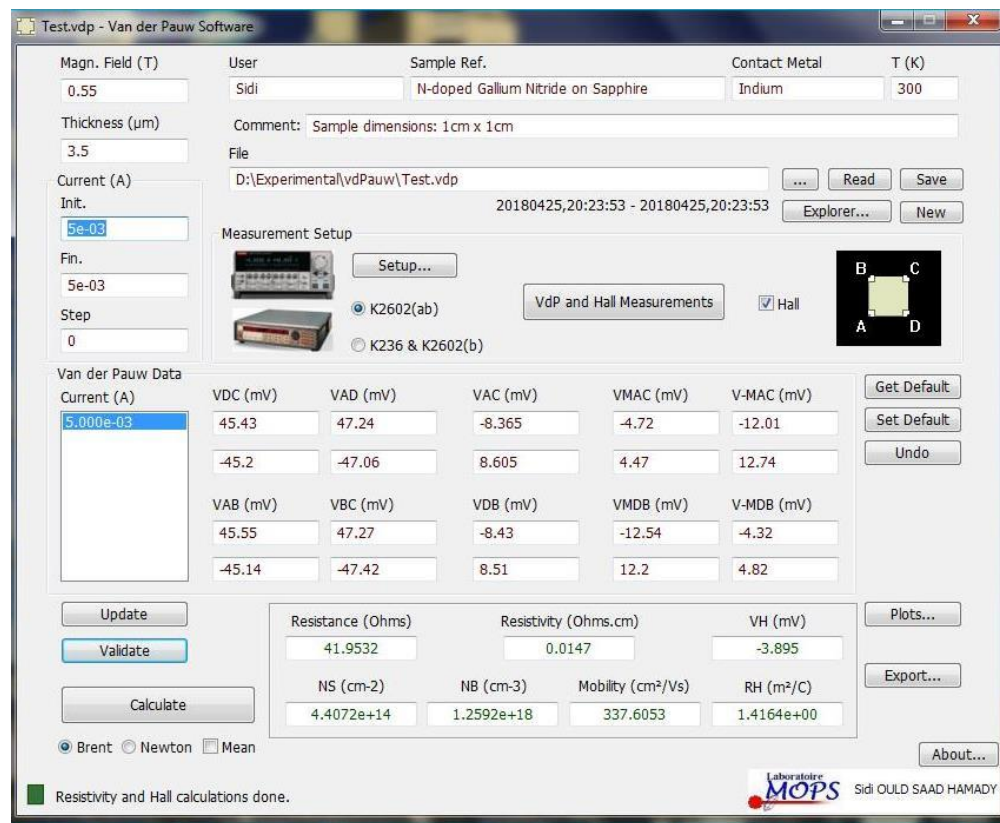 Test.vdp - Van der Pauw Software
Magn. Field (T) User Sample Ref. Contact Metal T (K)
0.55 Sidi N-doped Gallium Nitride on Sapphire Indium 300
Thickness (µm) Comment: Sample dimensions: 1cm x 1cm
3.5 File
D:\Experimental\vdPauw\Test.vdp ... Read Save
Current (A)
Init. 20180425,20:23:53 - 20180425,20:23:53 Explorer... New
5e-03 Measurement Setup
Fin. Setup...
5e-03 K2602(ab) VdP and Hall Measurements Hall B C
Step A D
0 K236 & K2602(b)
Van der Pauw Data
Current (A) VDC (mV) VAD (mV) VAC (mV) VMAC (mV) V-MAC (mV) Get Default
5.000e-03 45.43 47.24 -8.365 -4.72 -12.01 Set Default
-45.2 -47.06 8.605 4.47 12.74 Undo
VAB (mV) VBC (mV) VDB (mV) VMDB (mV) V-MDB (mV)
45.55 47.27 -8.43 -12.54 -4.32
-45.14 -47.42 8.51 12.2 4.82
Update Resistance (Ohms) Resistivity (Ohms.cm) VH (mV) Plots...
Validate 41.9532 0.0147 -3.895
NS (cm-2) NB (cm-3) Mobility (cm²/Vs) RH (m²/C) Export...
Calculate 4.4072e+14 1.2592e+18 337.6053 1.4164e+00
Brent Newton Mean About...
Resistivity and Hall calculations done. Laboratoire MOPS Sidi OULD SAAD HAMADY